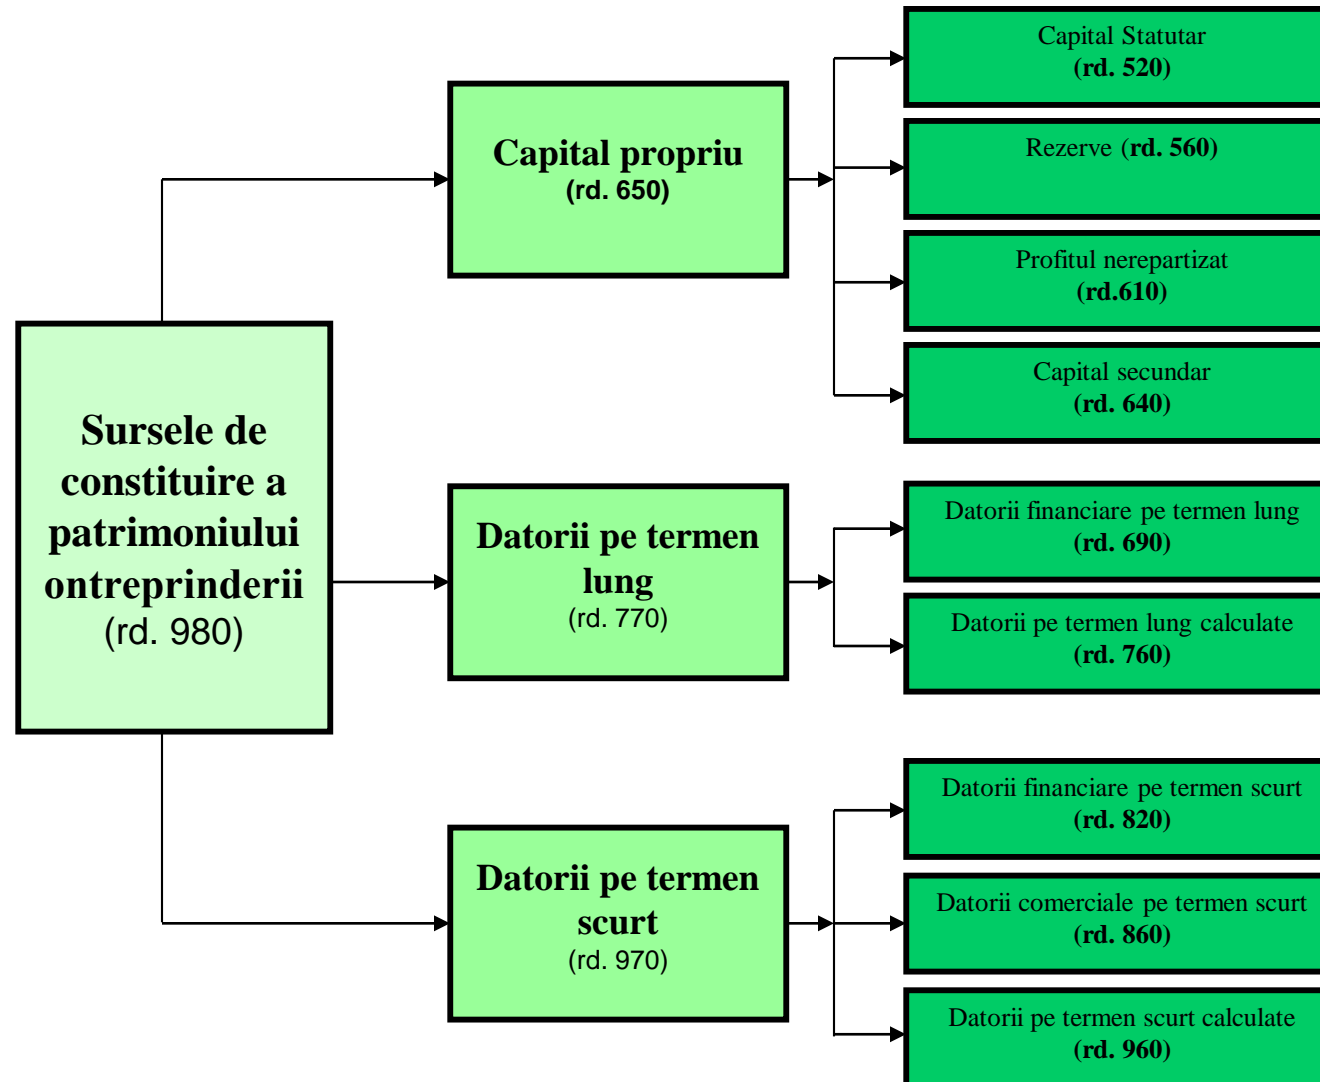 Sursele de
constituire a
patrimoniului
ontreprinderii
(rd. 980)
Capital propriu
(rd. 650)
Capital Statutar
(rd. 520)
Rezerve (rd. 560)
Profitul nerepartizat
(rd.610)
Capital secundar
(rd. 640)
Datorii pe termen
lung
(rd. 770)
Datorii financiare pe termen lung
(rd. 690)
Datorii pe termen lung calculate
(rd. 760)
Datorii pe termen
scurt
(rd. 970)
Datorii financiare pe termen scurt
(rd. 820)
Datorii comerciale pe termen scurt
(rd. 860)
Datorii pe termen scurt calculate
(rd. 960)